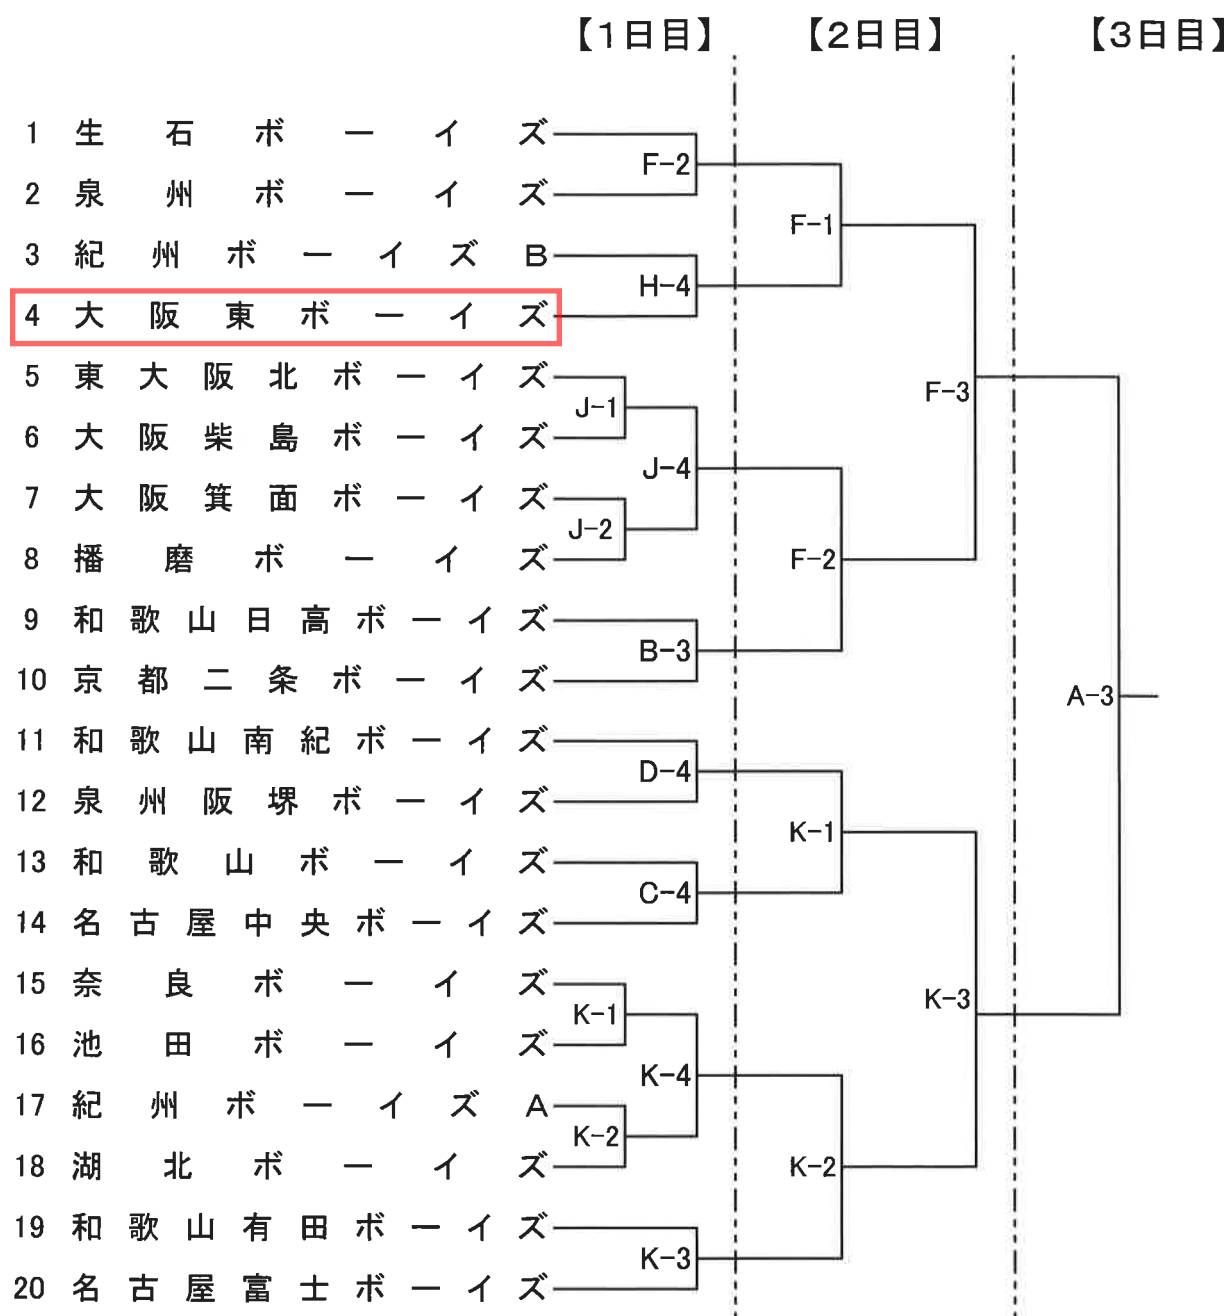 【1日目】 【2日目】 【3日目】
1 生石ボーイズ
F-2
2 泉州ボーイズ
F-1
3 紀州ボーイズB
H-4
4 大阪東ボーイズ
5 東大阪北ボーイズ
J-1 F-3
6 大阪柴島ボーイズ
J-4
7 大阪箕面ボーイズ
J-2
8 播磨ボーイズ F-2
9 和歌山日高ボーイズ
B-3
10 京都二条ボーイズ
A-3
11 和歌山南紀ボーイズ
D-4
12 泉州阪堺ボーイズ
K-1
13 和歌山ボーイズ
C-4
14 名古屋中央ボーイズ
15 奈良ボーイズ
K-1 K-3
16 池田ボーイズ
K-4
17 紀州ボーイズA
K-2
18 湖北ボーイズ K-2
19 和歌山有田ボーイズ
K-3
20 名古屋富士ボーイズ